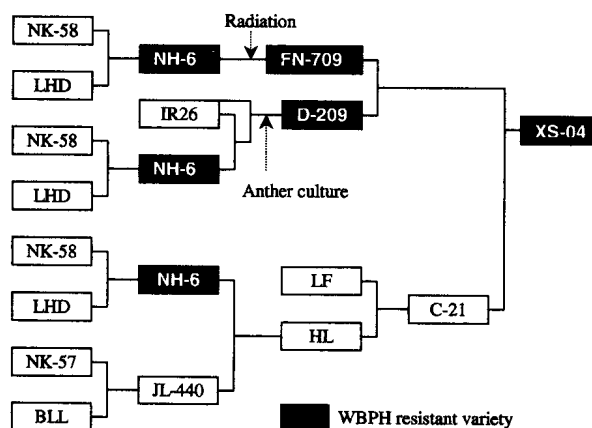 Radiation
NK-58
NH-6
FN-709
LHD
IR26
D-209
XS-04
NK-58
NH-6
LHD
Anther culture
NK-58
NH-6
LF
LHD
C-21
HL
NK-57
JL-440
BLL
WBPH resistant variety